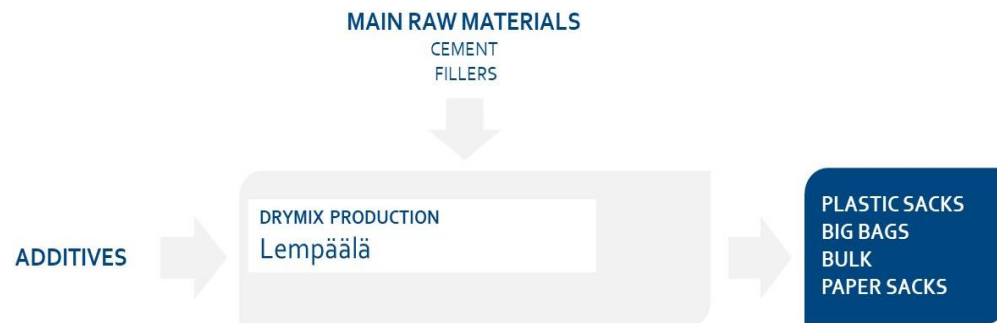 MAIN RAW MATERIALS
CEMENT
FILLERS
ADDITIVES
DRYMIX PRODUCTION
Lempäälä
PLASTIC SACKS
BIG BAGS
BULK
PAPER SACKS